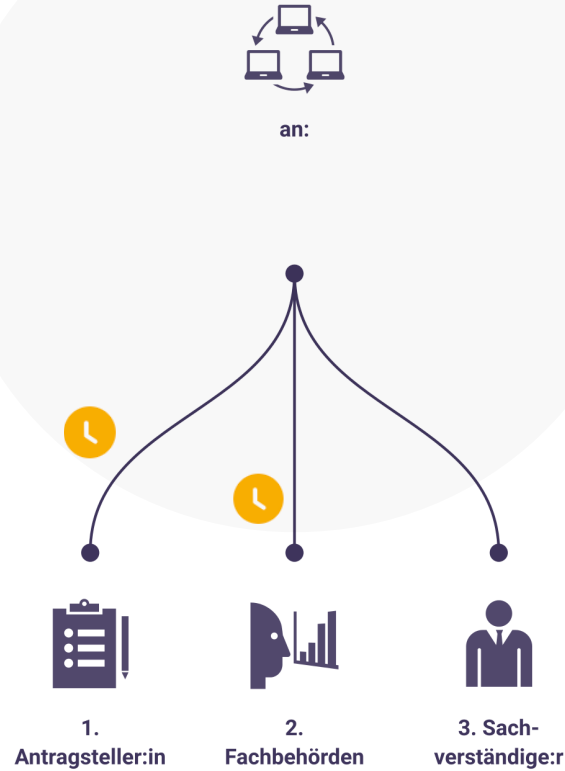 an:
1.
Antragsteller:in
2.
Fachbehörden
3. Sach-
verständige:r